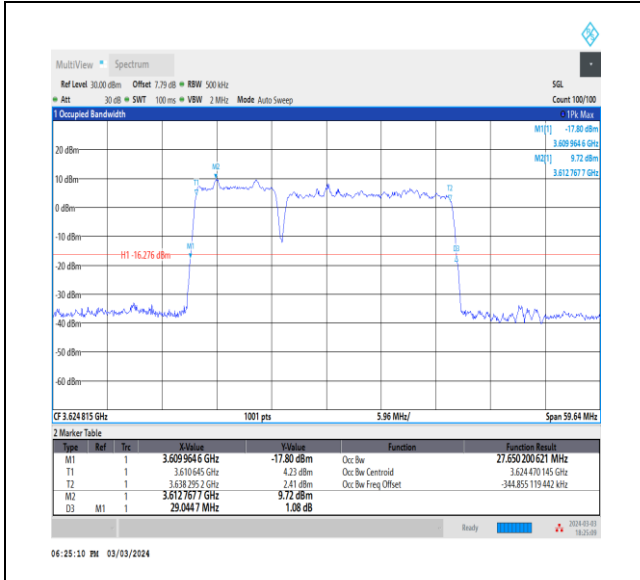 MultiView Spectrum
Ref Level 30.00 dBm Offset 7.79 dB RBW 500 kHz SGL
Att 30 dB SWT 100 ms VBW 2 MHz Mode Auto Sweep Count 100/100
1 Occupied Bandwidth 1Pk Max
M1[1] -17.80 dBm
3.609 964 6 GHz
M2[1] 9.72 dBm
3.612 767 7 GHz
20 dBm
M2
T1
T2
10 dBm
0 dBm
-10 dBm
M1
D3
H1 -16.276 dBm
-20 dBm
-30 dBm
-40 dBm
-50 dBm
-60 dBm
CF 3.624 815 GHz 1001 pts 5.96 MHz/ Span 59.64 MHz
2 Marker Table
Type Ref Trc X-Value Y-Value Function Function Result
M1 1 3.609 964 6 GHz -17.80 dBm Occ Bw 27.650 200 621 MHz
T1 1 3.610 645 GHz 4.23 dBm Occ Bw Centroid 3.624 470 145 GHz
T2 1 3.638 295 2 GHz 2.41 dBm Occ Bw Freq Offset -344.855 119 442 kHz
M2 1 3.612 767 7 GHz 9.72 dBm
D3 M1 1 29.044 7 MHz 1.08 dB
Ready 2024-03-03
18:25:09
06:25:10 PM 03/03/2024